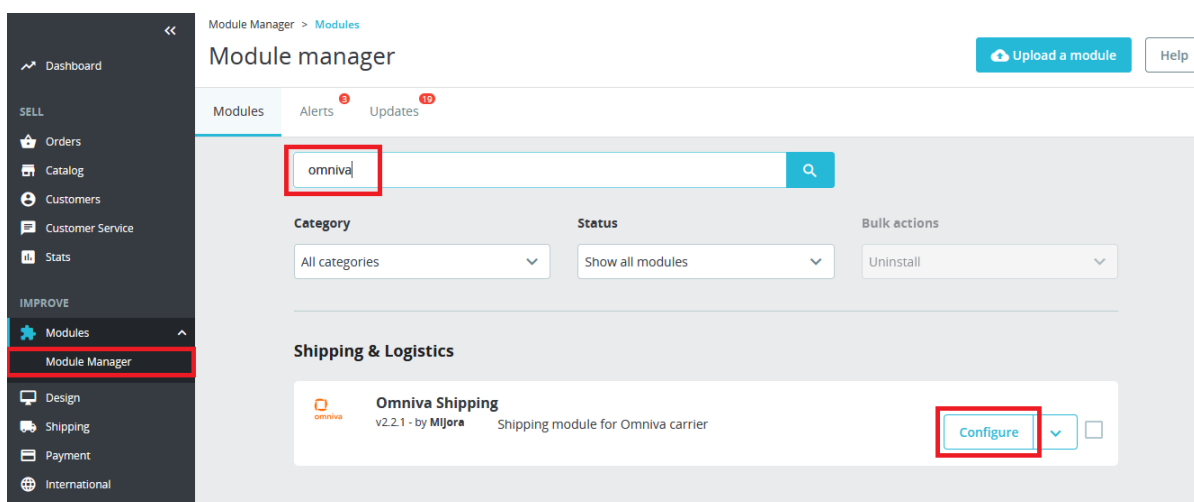 Module Manager > Modules
Module manager
Upload a module
Help
Dashboard
SELL
Orders
Catalog
Customers
Customer Service
Stats
IMPROVE
Modules
Module Manager
Design
Shipping
Payment
International
Modules
Alerts 3
Updates 19
omniva
Category
Status
Bulk actions
All categories
Show all modules
Uninstall
Shipping & Logistics
omniva
Omniva Shipping
v2.2.1 - by Mijora
Shipping module for Omniva carrier
Configure